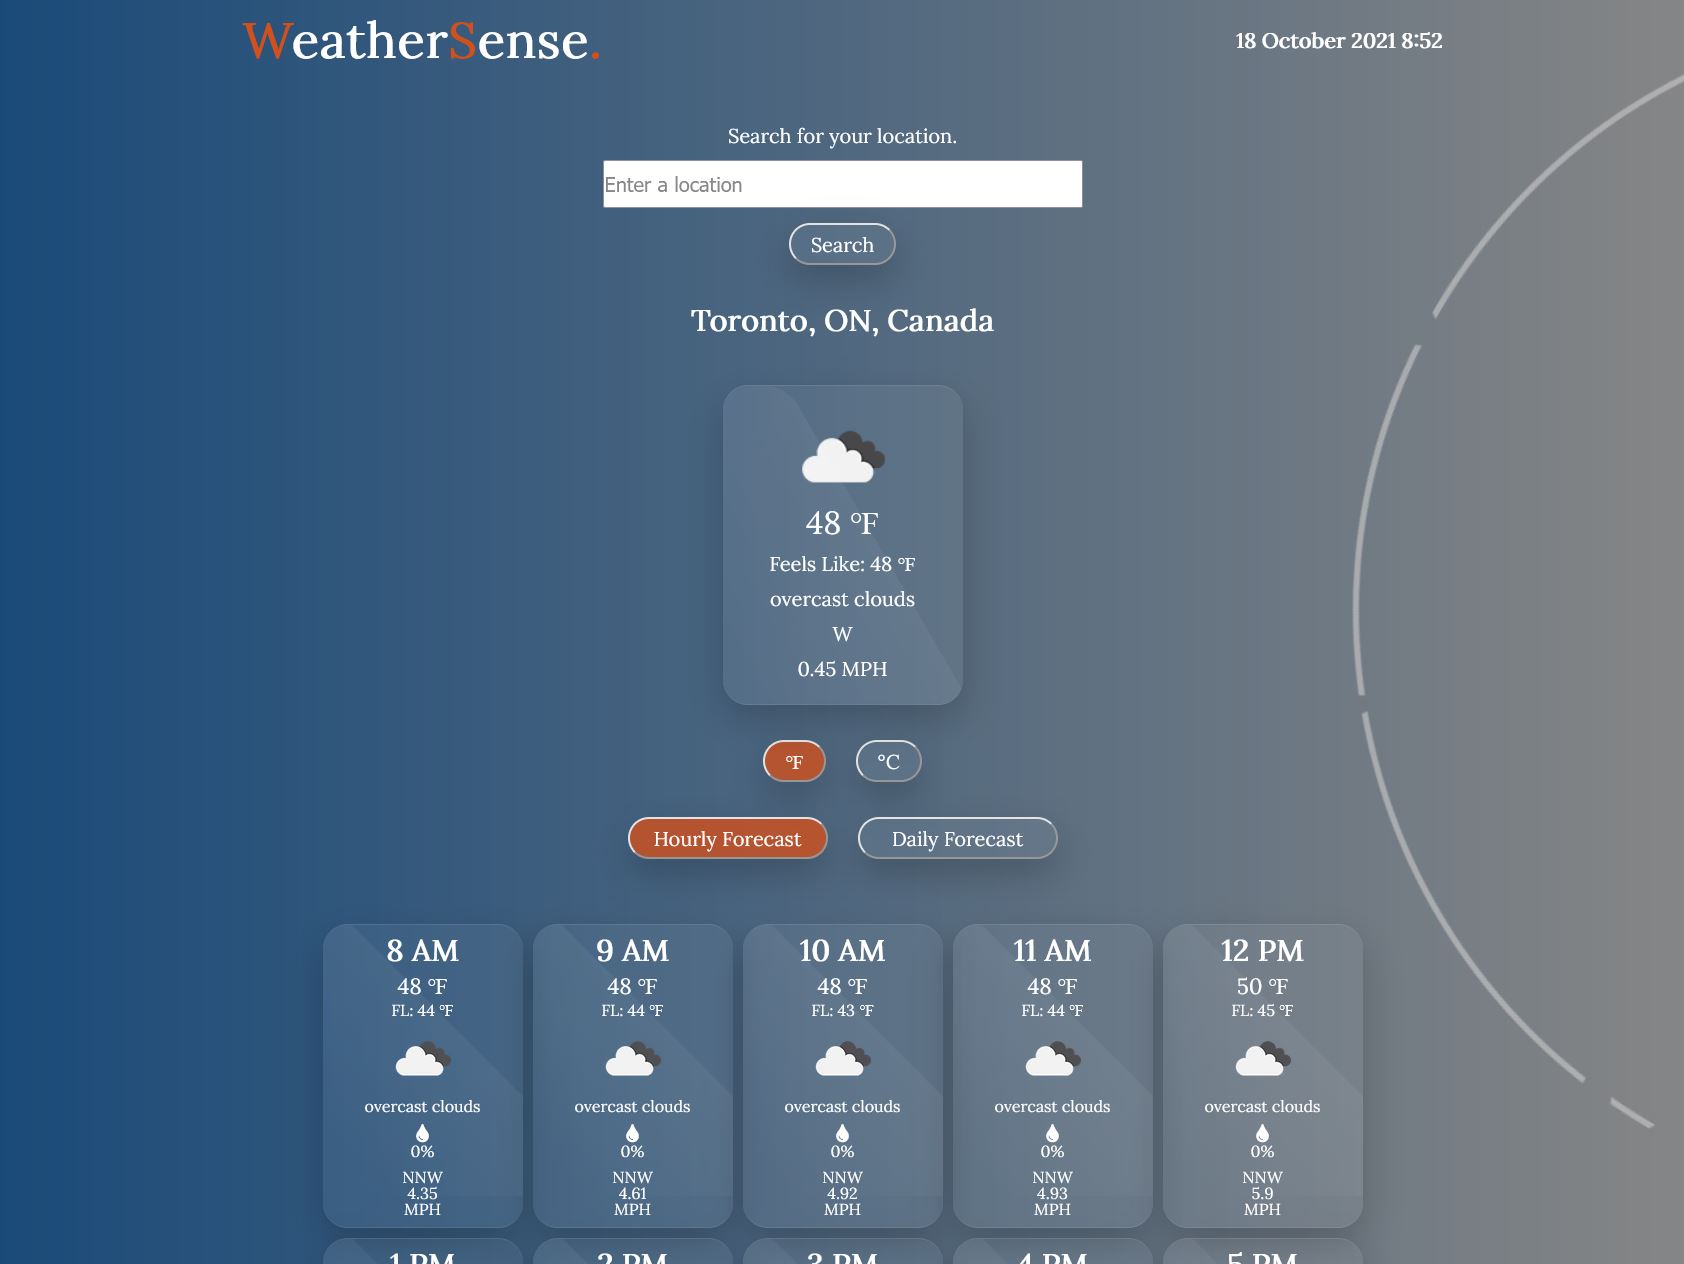 WeatherSense.
18 October 2021 8:52
Search for your location.
Enter a location
Search
Toronto, ON, Canada
48 °F
Feels Like: 48 °F
overcast clouds
W
0.45 MPH
°F
°C
Hourly Forecast
Daily Forecast
8 AM
48 °F
FL: 44 °F
overcast clouds
0%
NNW
4.35
MPH
9 AM
48 °F
FL: 44 °F
overcast clouds
0%
NNW
4.61
MPH
10 AM
48 °F
FL: 43 °F
overcast clouds
0%
NNW
4.92
MPH
11 AM
48 °F
FL: 44 °F
overcast clouds
0%
NNW
4.93
MPH
12 PM
50 °F
FL: 45 °F
overcast clouds
0%
NNW
5.9
MPH
1 PM
2 PM
3 PM
4 PM
5 PM